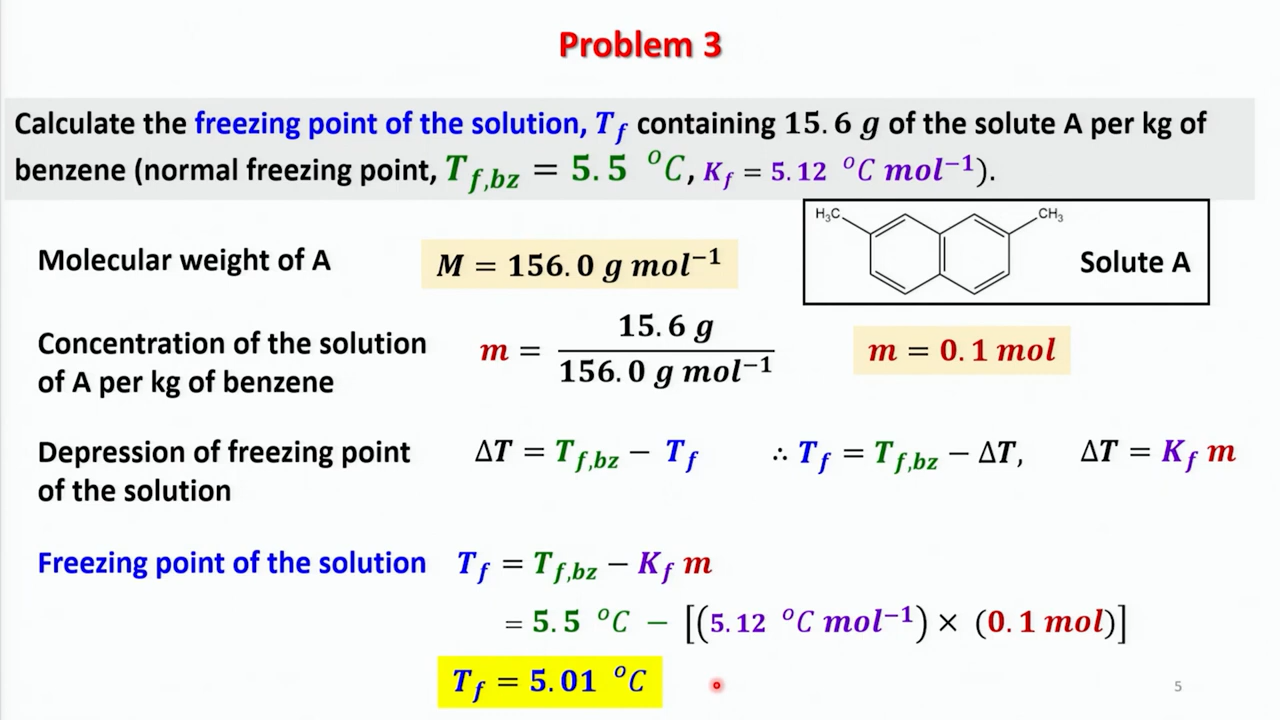 Problem 3
Calculate the freezing point of the solution, T_f containing 15.6 g of the solute A per kg of
benzene (normal freezing point, T_{f,bz} = 5.5 °C, K_f = 5.12 °C mol⁻¹).
H₃C
CH₃
Solute A
Molecular weight of A M = 156.0 g mol⁻¹
Concentration of the solution
of A per kg of benzene
m = 15.6 g / 156.0 g mol⁻¹
m = 0.1 mol
Depression of freezing point
of the solution
ΔT = T_{f,bz} − T_f ∴ T_f = T_{f,bz} − ΔT, ΔT = K_f m
Freezing point of the solution T_f = T_{f,bz} − K_f m
= 5.5 °C − [(5.12 °C mol⁻¹) × (0.1 mol)]
T_f = 5.01 °C
5